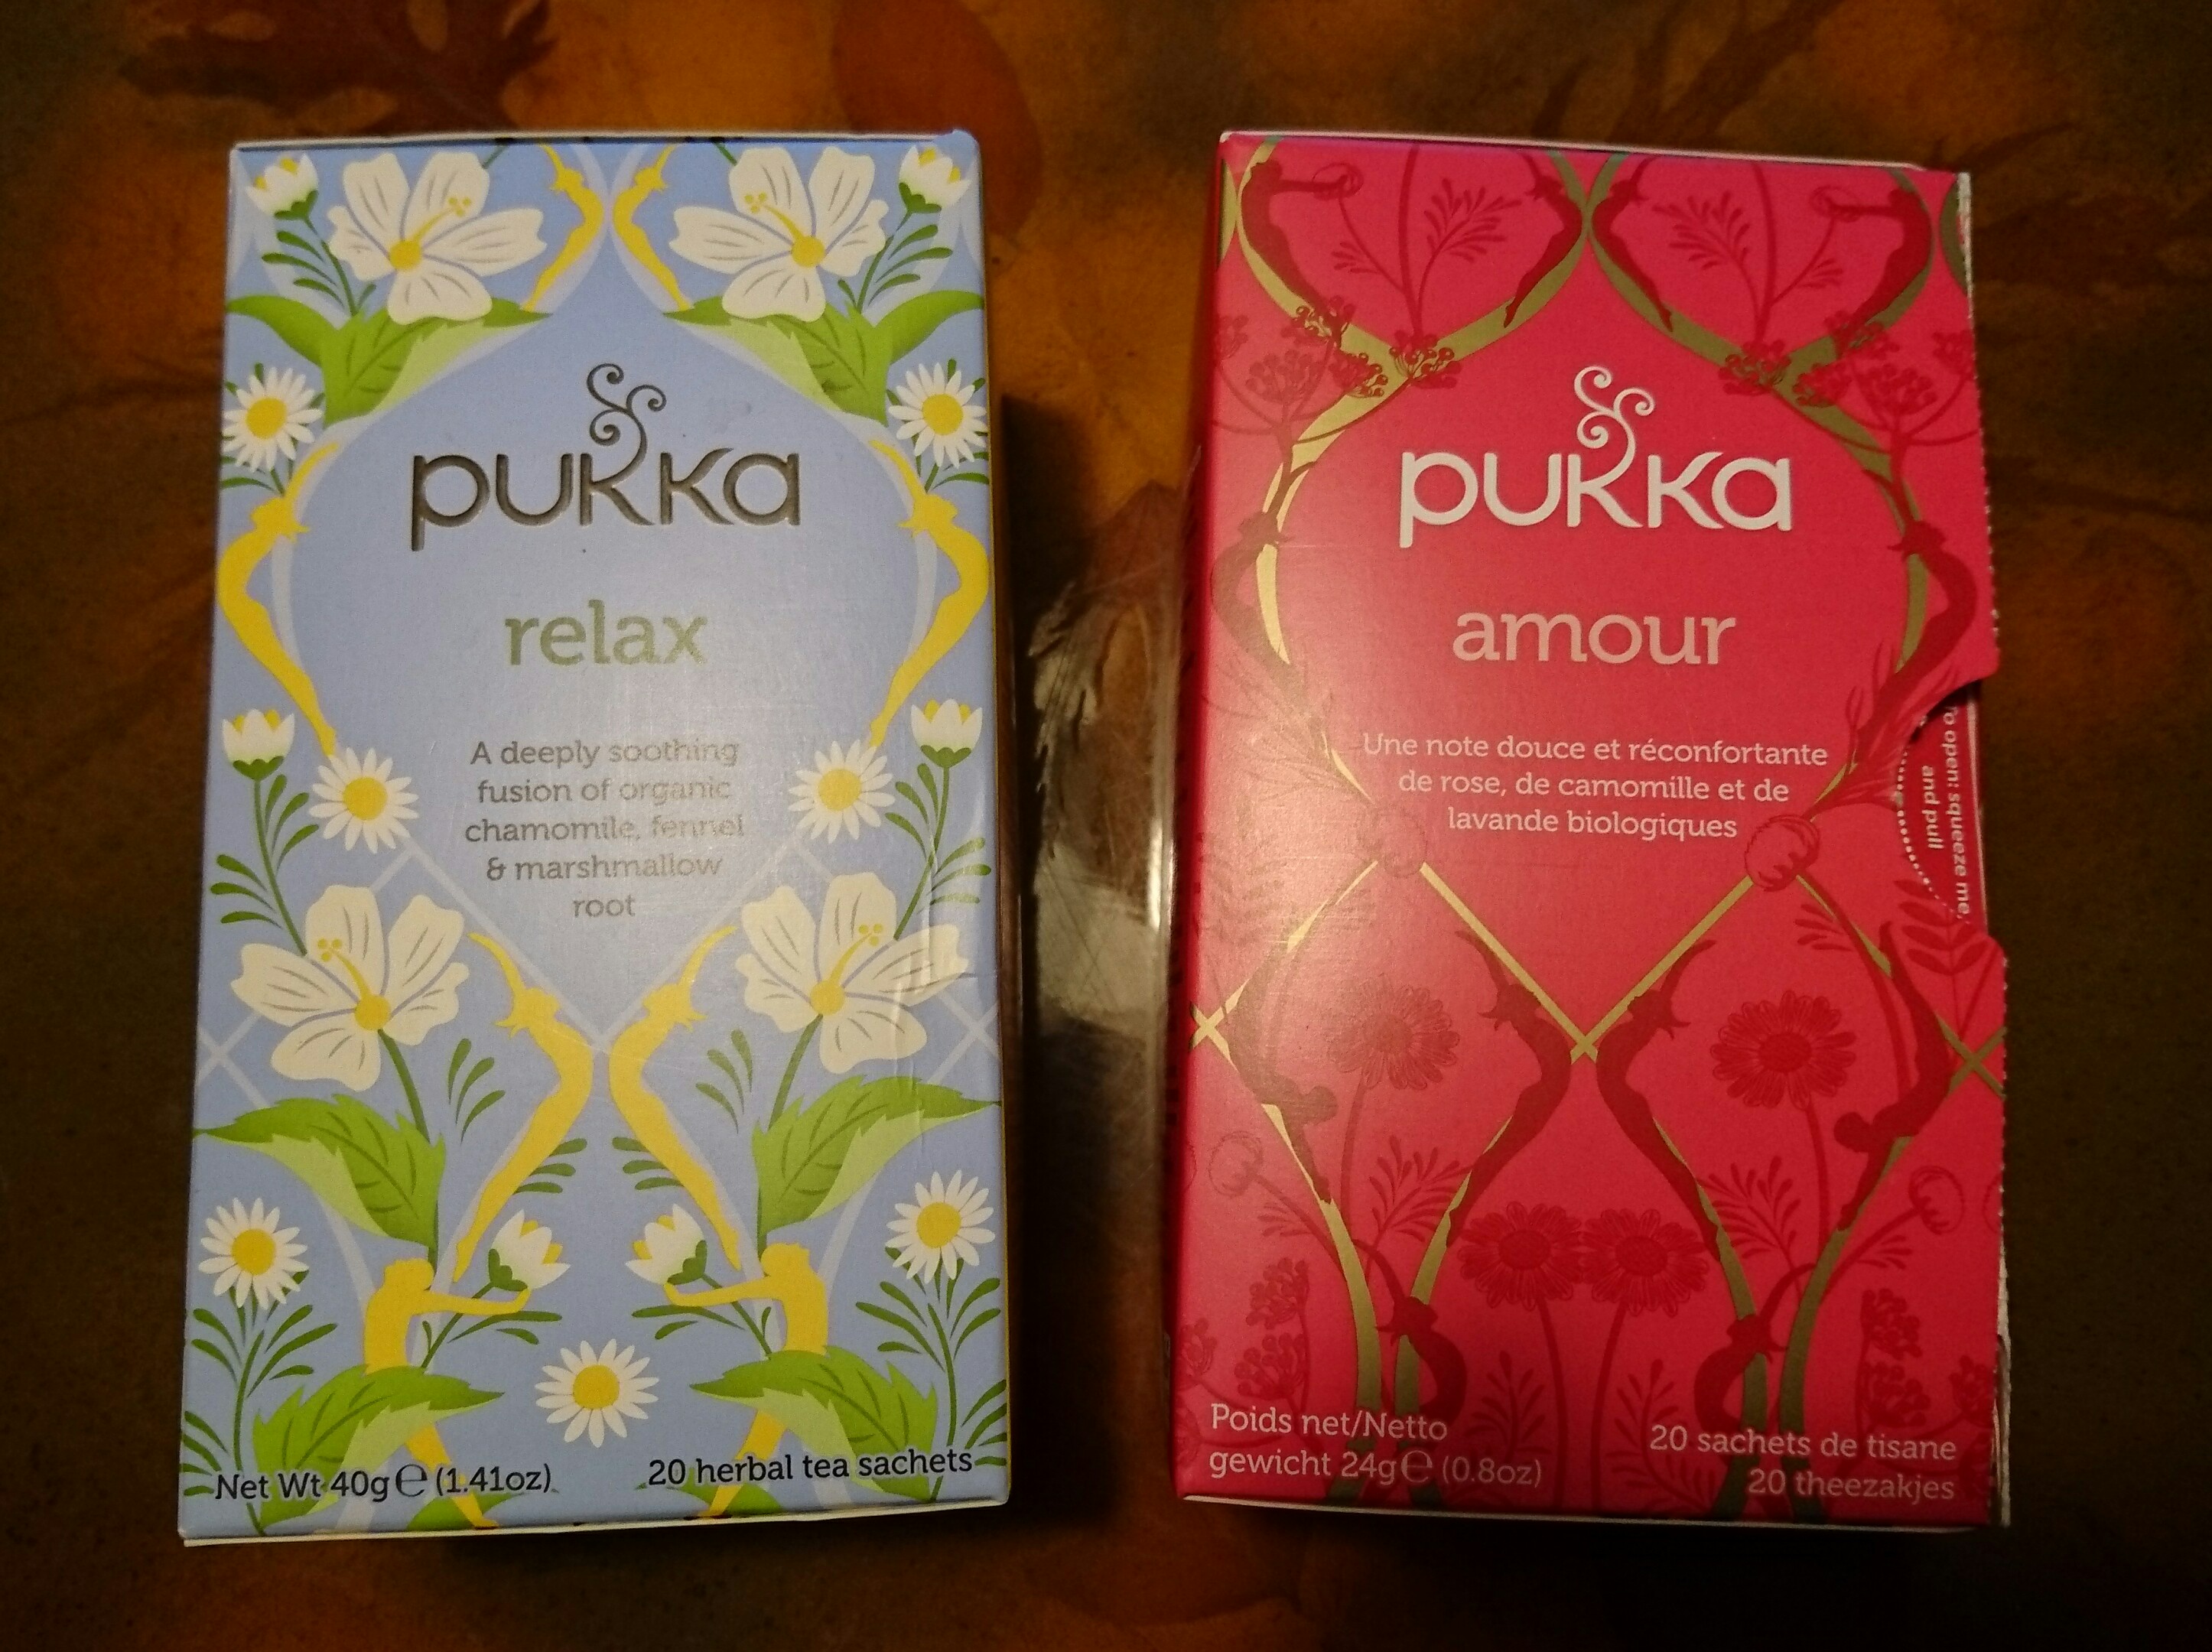 pukka
relax
A deeply soothing
fusion of organic
chamomile, fennel
& marshmallow
root
Net Wt 40g ℮ (1.41oz)
20 herbal tea sachets
pukka
amour
Une note douce et réconfortante
de rose, de camomille et de
lavande biologiques
To open: squeeze me,
and pull
Poids net/Netto
gewicht 24g ℮ (0.8oz)
20 sachets de tisane
20 theezakjes